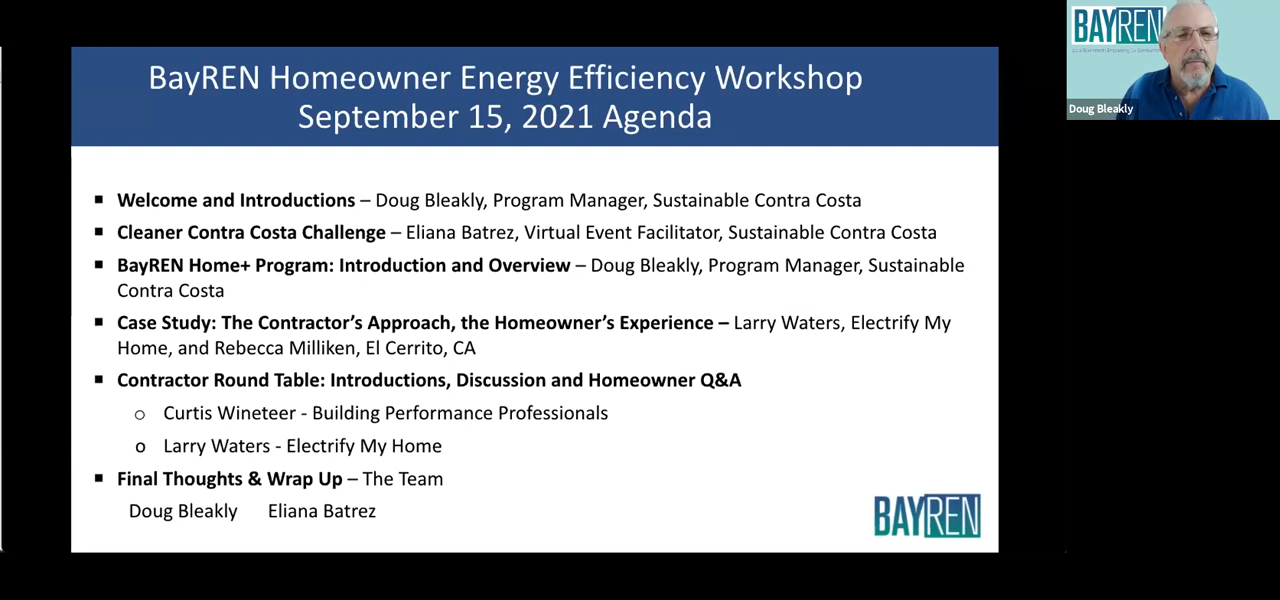 BayREN Homeowner Energy Efficiency Workshop
September 15, 2021 Agenda
▪ Welcome and Introductions – Doug Bleakly, Program Manager, Sustainable Contra Costa
▪ Cleaner Contra Costa Challenge – Eliana Batrez, Virtual Event Facilitator, Sustainable Contra Costa
▪ BayREN Home+ Program: Introduction and Overview – Doug Bleakly, Program Manager, Sustainable
Contra Costa
▪ Case Study: The Contractor’s Approach, the Homeowner’s Experience – Larry Waters, Electrify My
Home, and Rebecca Milliken, El Cerrito, CA
▪ Contractor Round Table: Introductions, Discussion and Homeowner Q&A
o Curtis Wineteer - Building Performance Professionals
o Larry Waters - Electrify My Home
▪ Final Thoughts & Wrap Up – The Team
Doug Bleakly Eliana Batrez
BAYREN
BAYREN
Doug Bleakly